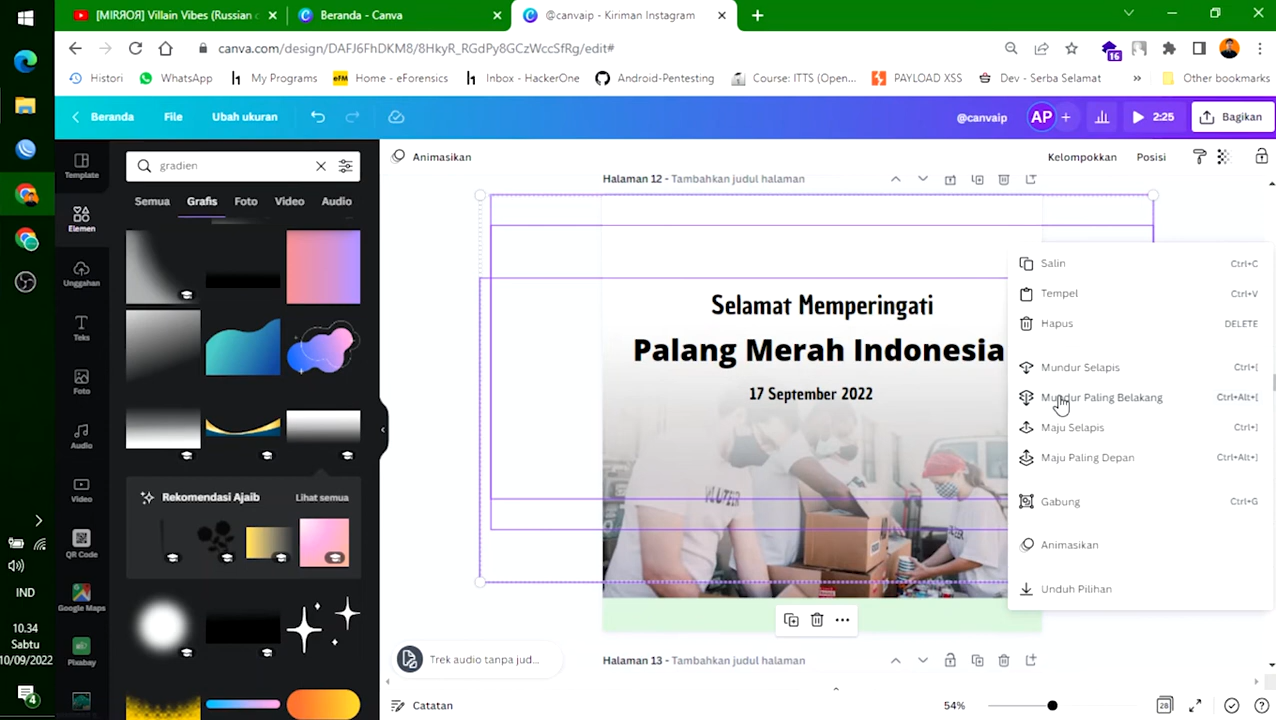 [MIRЯOЯ] Villain Vibes (Russian c
Beranda - Canva
@canvaip - Kiriman Instagram
canva.com/design/DAFJ6FhDKM8/8HkyR_RGdPy8GCzWccSfRg/edit#
16
Histori
WhatsApp
My Programs
Home - eForensics
Inbox - HackerOne
Android-Pentesting
Course: ITTS (Open...
PAYLOAD XSS
Dev - Serba Selamat
Other bookmarks
Beranda
File
Ubah ukuran
@canvaip
AP
2:25
Bagikan
Template
Elemen
Unggahan
Teks
Foto
Audio
Video
QR Code
Google Maps
Pixabay
gradien
Semua
Grafis
Foto
Video
Audio
Rekomendasi Ajaib
Lihat semua
Animasikan
Kelompokkan
Posisi
Halaman 12 - Tambahkan judul halaman
Selamat Memperingati
Palang Merah Indonesia
17 September 2022
Salin Ctrl+C
Tempel Ctrl+V
Hapus DELETE
Mundur Selapis Ctrl+[
Mundur Paling Belakang Ctrl+Alt+[
Maju Selapis Ctrl+]
Maju Paling Depan Ctrl+Alt+]
Gabung Ctrl+G
Animasikan
Unduh Pilihan
Trek audio tanpa jud...
Halaman 13 - Tambahkan judul halaman
Catatan
54%
28
IND
10.34
Sabtu
10/09/2022
4